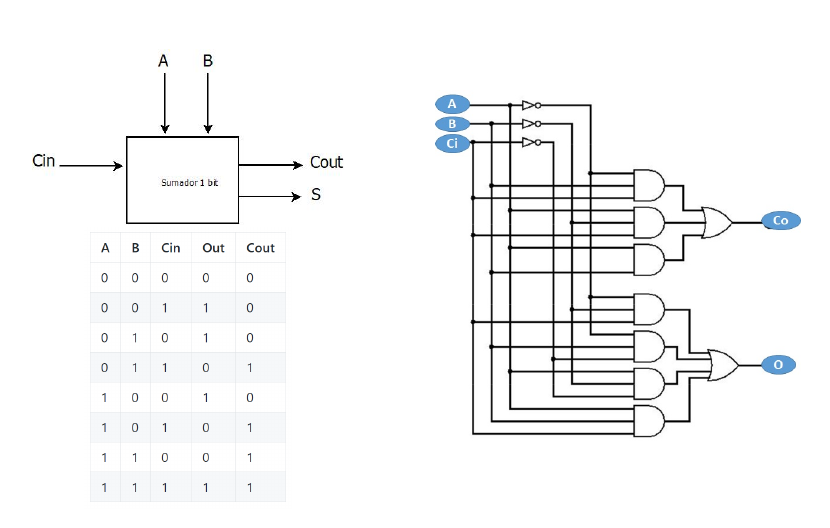 A B
Cin
Cout
Sumador 1 bit
S
A B Cin Out Cout
0 0 0 0 0
0 0 1 1 0
0 1 0 1 0
0 1 1 0 1
1 0 0 1 0
1 0 1 0 1
1 1 0 0 1
1 1 1 1 1
A
B
Ci
Co
O